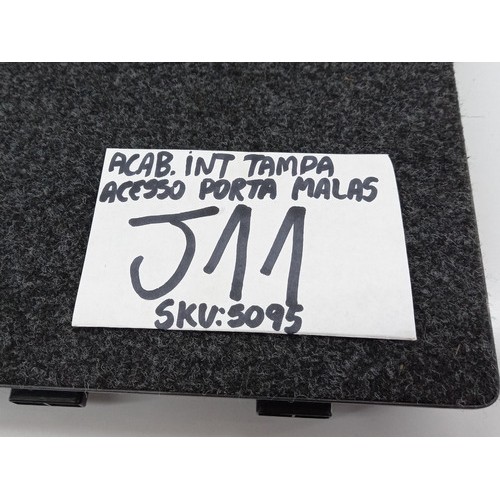 ACAB. INT TAMPA
ACESSO PORTA MALAS
J11
SKU:5095